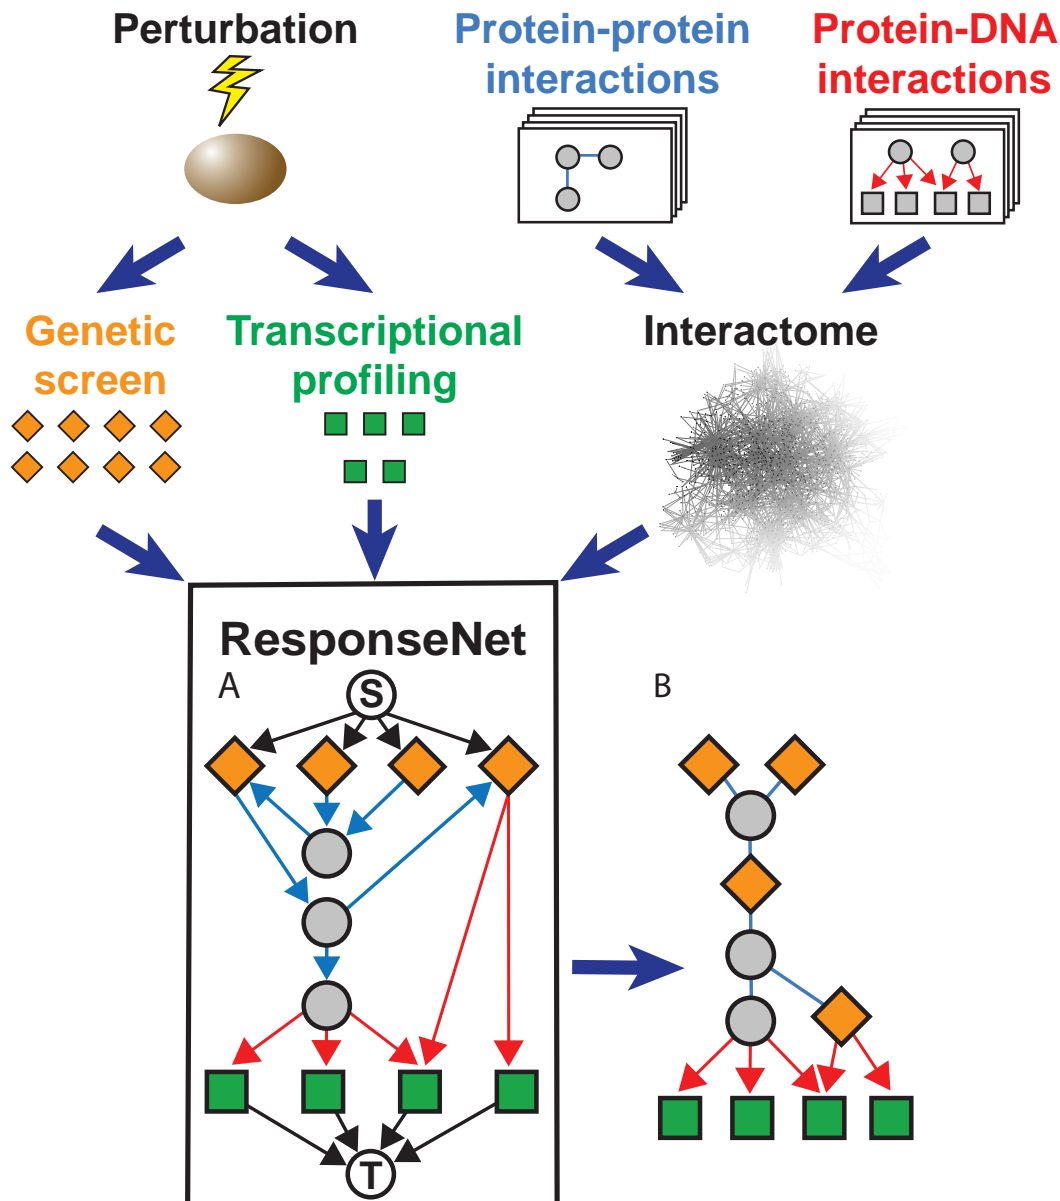 Perturbation
Protein-protein
interactions
Protein-DNA
interactions
Genetic
screen
Transcriptional
profiling
Interactome
ResponseNet
A
S
T
B